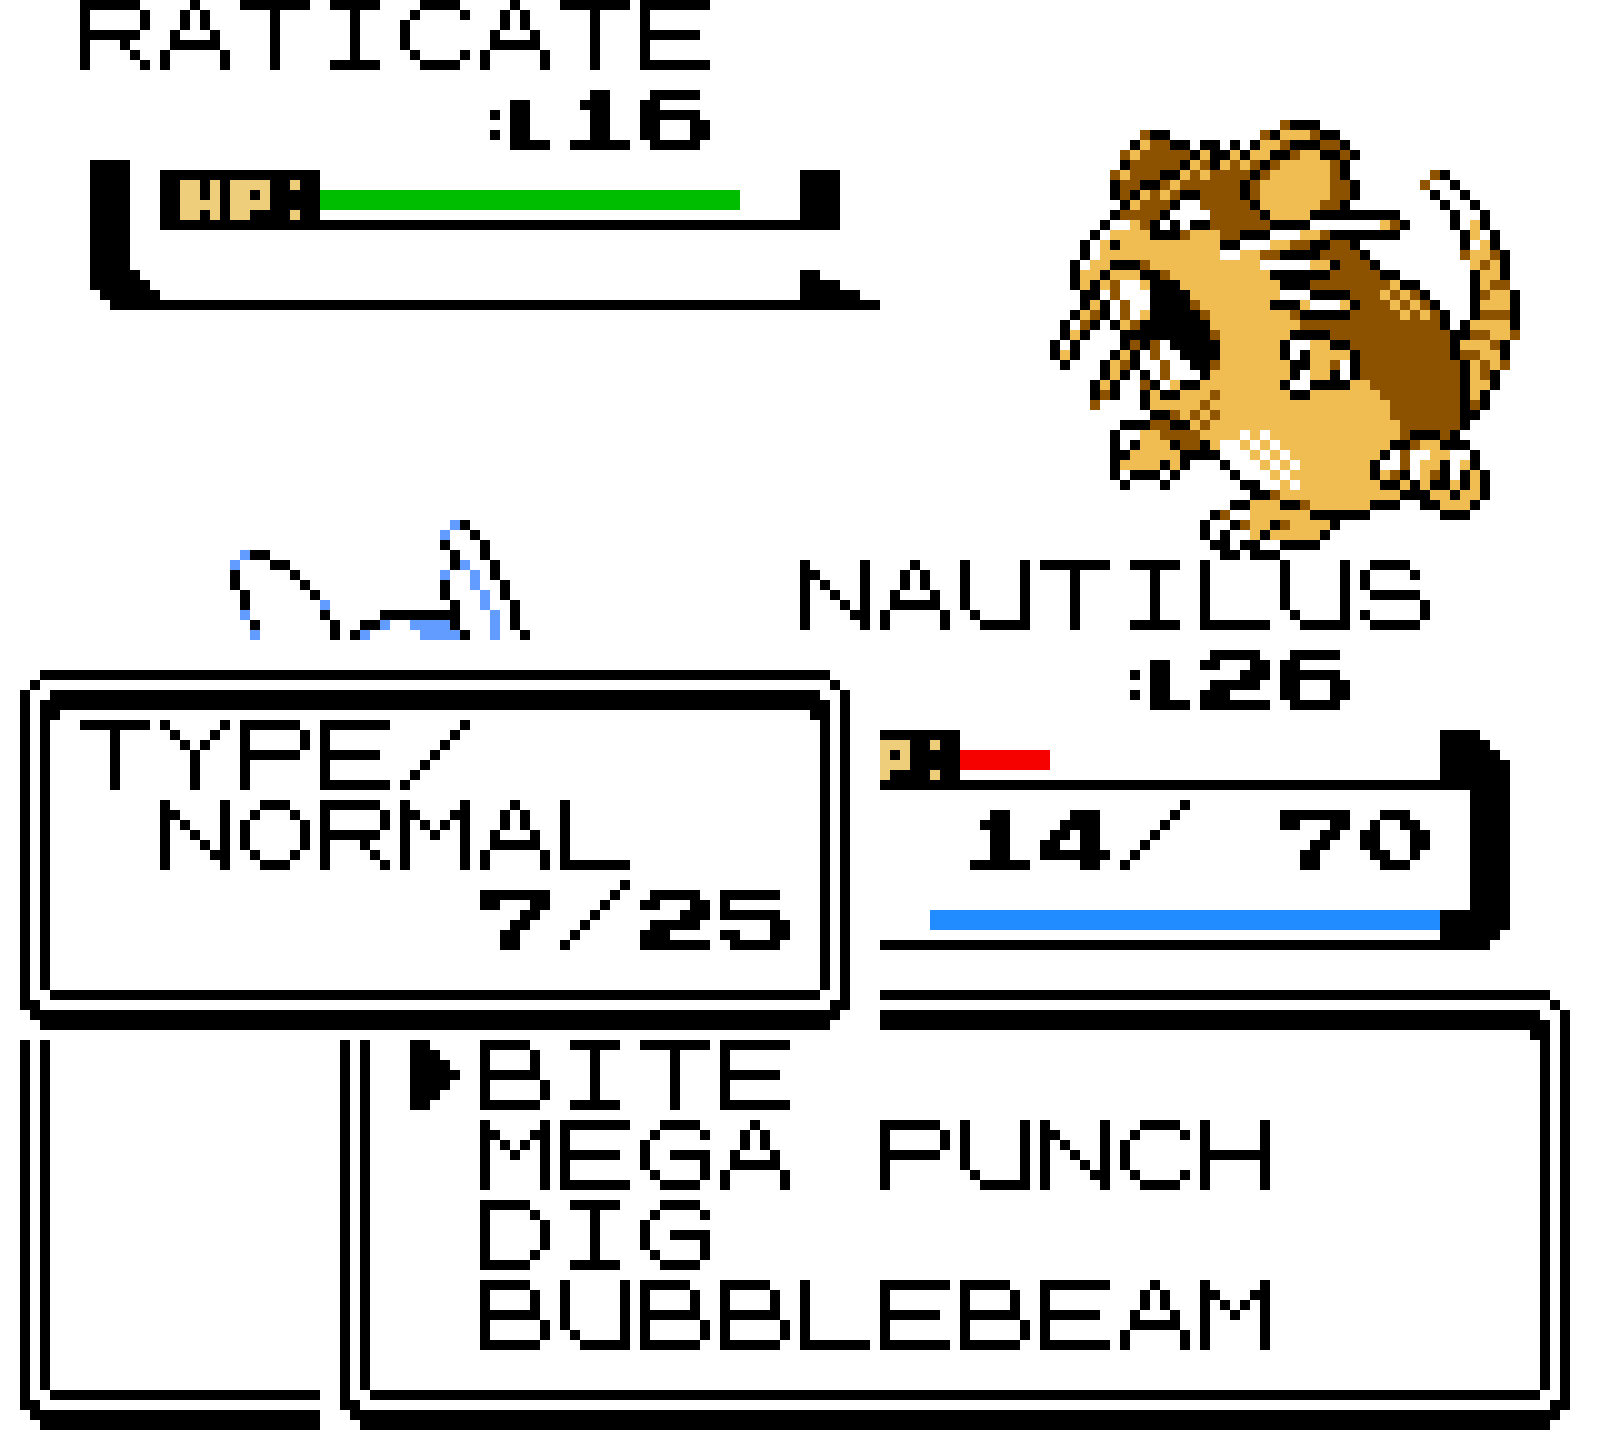 RATICATE
:L16
HP:
NAUTILUS
:L26
P:
14/ 70
TYPE/
NORMAL
7/25
BITE
MEGA PUNCH
DIG
BUBBLEBEAM